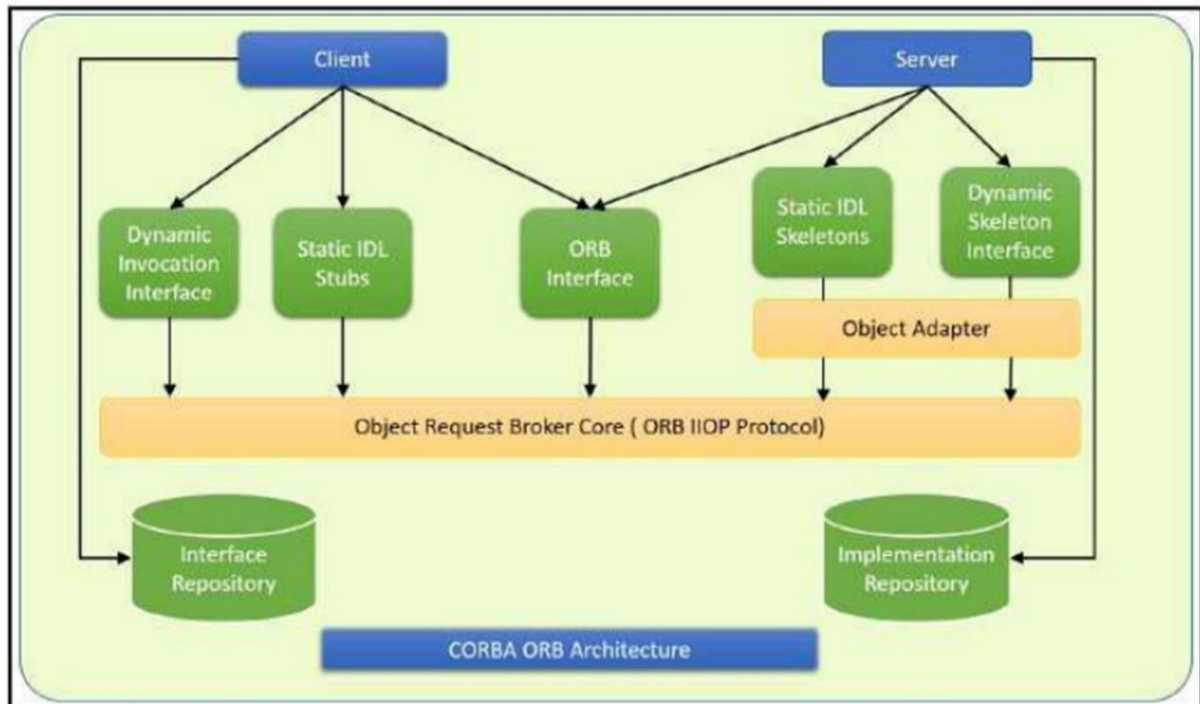 Client
Server
Dynamic
Invocation
Interface
Static IDL
Stubs
ORB
Interface
Static IDL
Skeletons
Dynamic
Skeleton
Interface
Object Adapter
Object Request Broker Core ( ORB IIOP Protocol)
Interface
Repository
Implementation
Repository
CORBA ORB Architecture